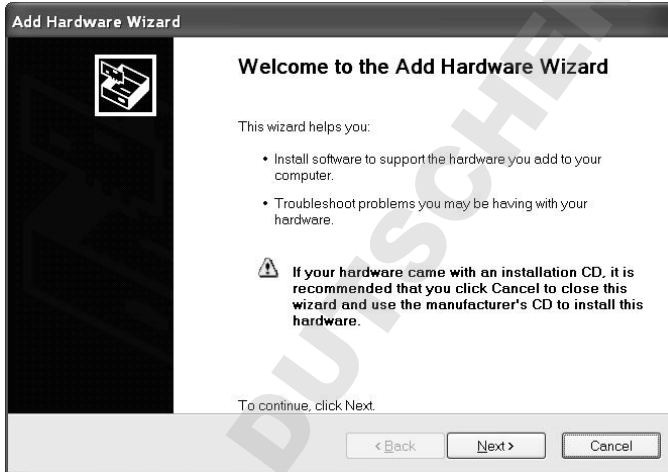 Add Hardware Wizard
Welcome to the Add Hardware Wizard
This wizard helps you:
• Install software to support the hardware you add to your
computer.
• Troubleshoot problems you may be having with your
hardware.
If your hardware came with an installation CD, it is
recommended that you click Cancel to close this
wizard and use the manufacturer's CD to install this
hardware.
To continue, click Next.
< Back Next > Cancel
DUTSCHER